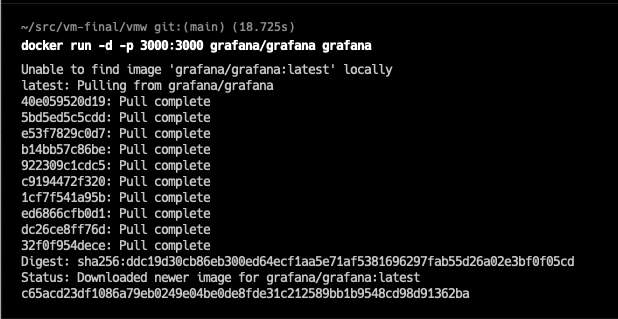 ~/src/vm-final/vmw git:(main) (18.725s)
docker run -d -p 3000:3000 grafana/grafana grafana
Unable to find image 'grafana/grafana:latest' locally
latest: Pulling from grafana/grafana
40e059520d19: Pull complete
5bd5ed5c5cdd: Pull complete
e53f7829c0d7: Pull complete
b14bb57c86be: Pull complete
922309c1cdc5: Pull complete
c9194472f320: Pull complete
1cf7f541a95b: Pull complete
ed6866cfb0d1: Pull complete
dc26ce8ff76d: Pull complete
32f0f954dece: Pull complete
Digest: sha256:ddc19d30cb86eb300ed64ecf1aa5e71af5381696297fab55d26a02e3bf0f05cd
Status: Downloaded newer image for grafana/grafana:latest
c65acd23df1086a79eb0249e04be0de8fde31c212589bb1b9548cd98d91362ba